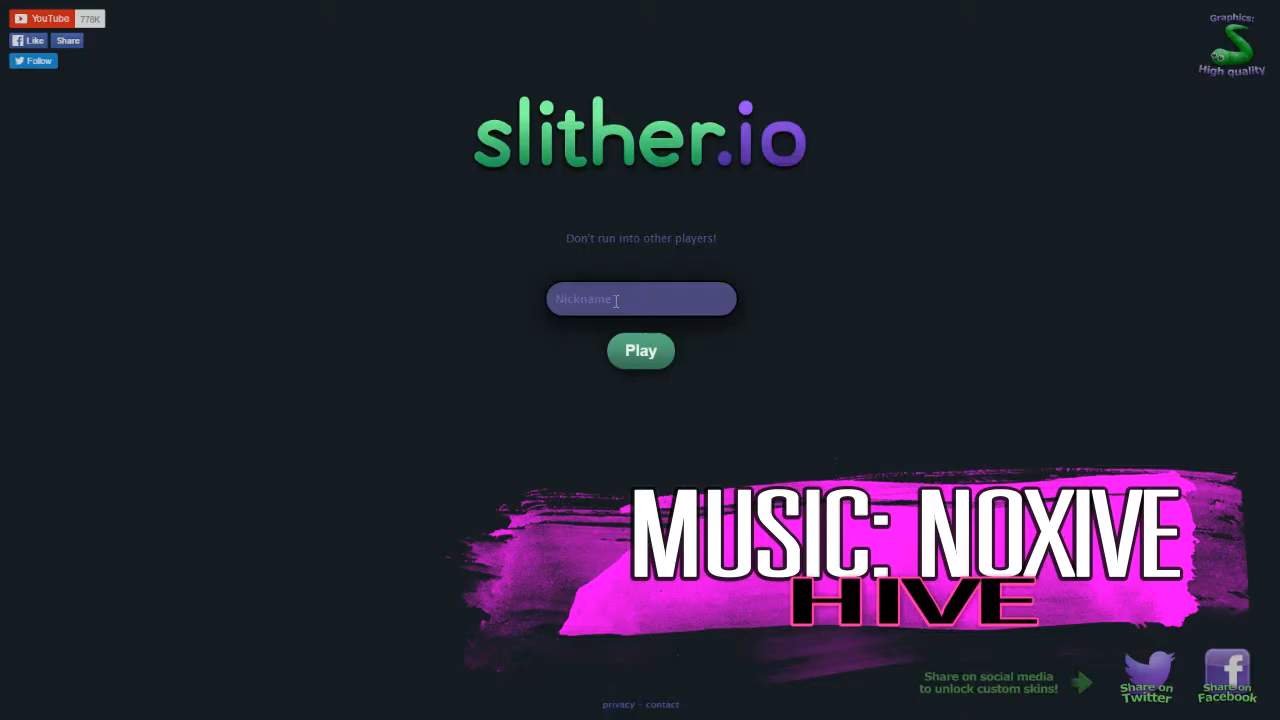 YouTube 778K
Like Share
Follow
Graphics:
High quality
slither.io
Don't run into other players!
Nickname
Play
MUSIC: NOXIVE
HIVE
Share on social media
to unlock custom skins!
Share on
Twitter
Share on
Facebook
privacy - contact